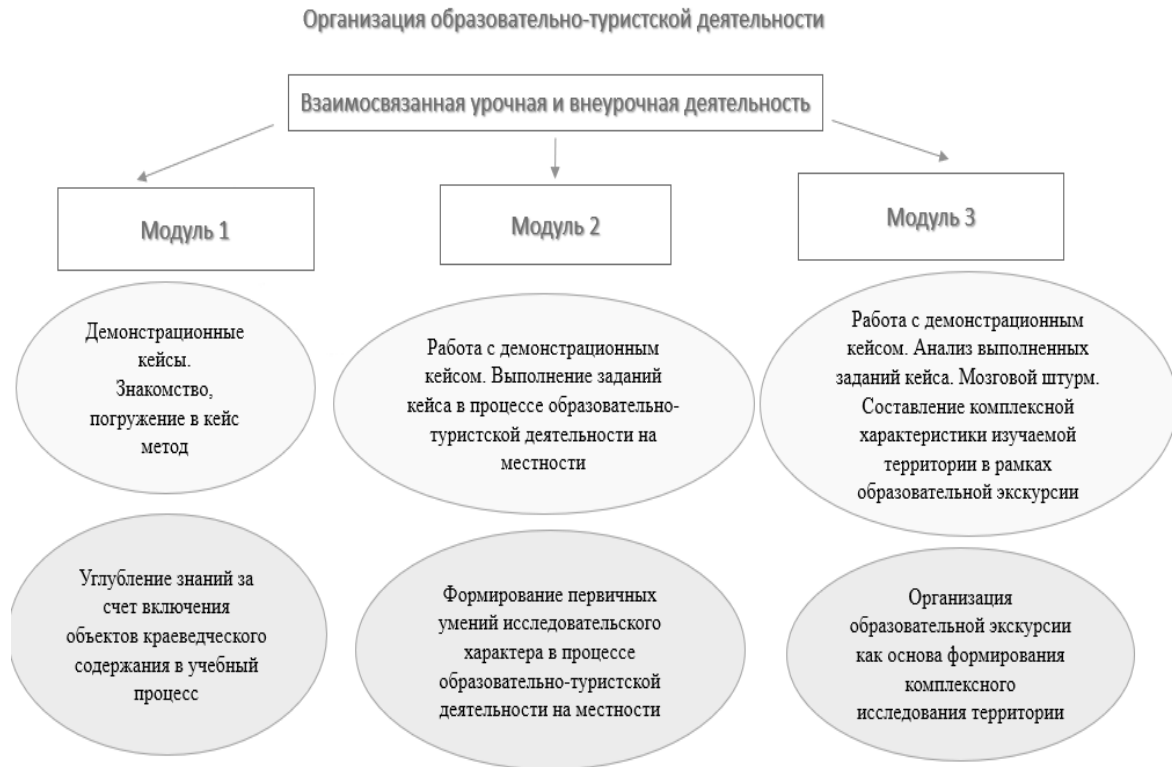 Организация образовательно-туристской деятельности
Взаимосвязанная урочная и внеурочная деятельность
Модуль 1
Модуль 2
Модуль 3
Демонстрационные
кейсы.
Знакомство,
погружение в кейс
метод
Работа с демонстрационным
кейсом. Выполнение заданий
кейса в процессе образовательно-
туристской деятельности на
местности
Работа с демонстрационным
кейсом. Анализ выполненных
заданий кейса. Мозговой штурм.
Составление комплексной
характеристики изучаемой
территории в рамках
образовательной экскурсии
Углубление знаний за
счет включения
объектов краеведческого
содержания в учебный
процесс
Формирование первичных
умений исследовательского
характера в процессе
образовательно-туристской
деятельности на местности
Организация
образовательной экскурсии
как основа формирования
комплексного
исследования территории